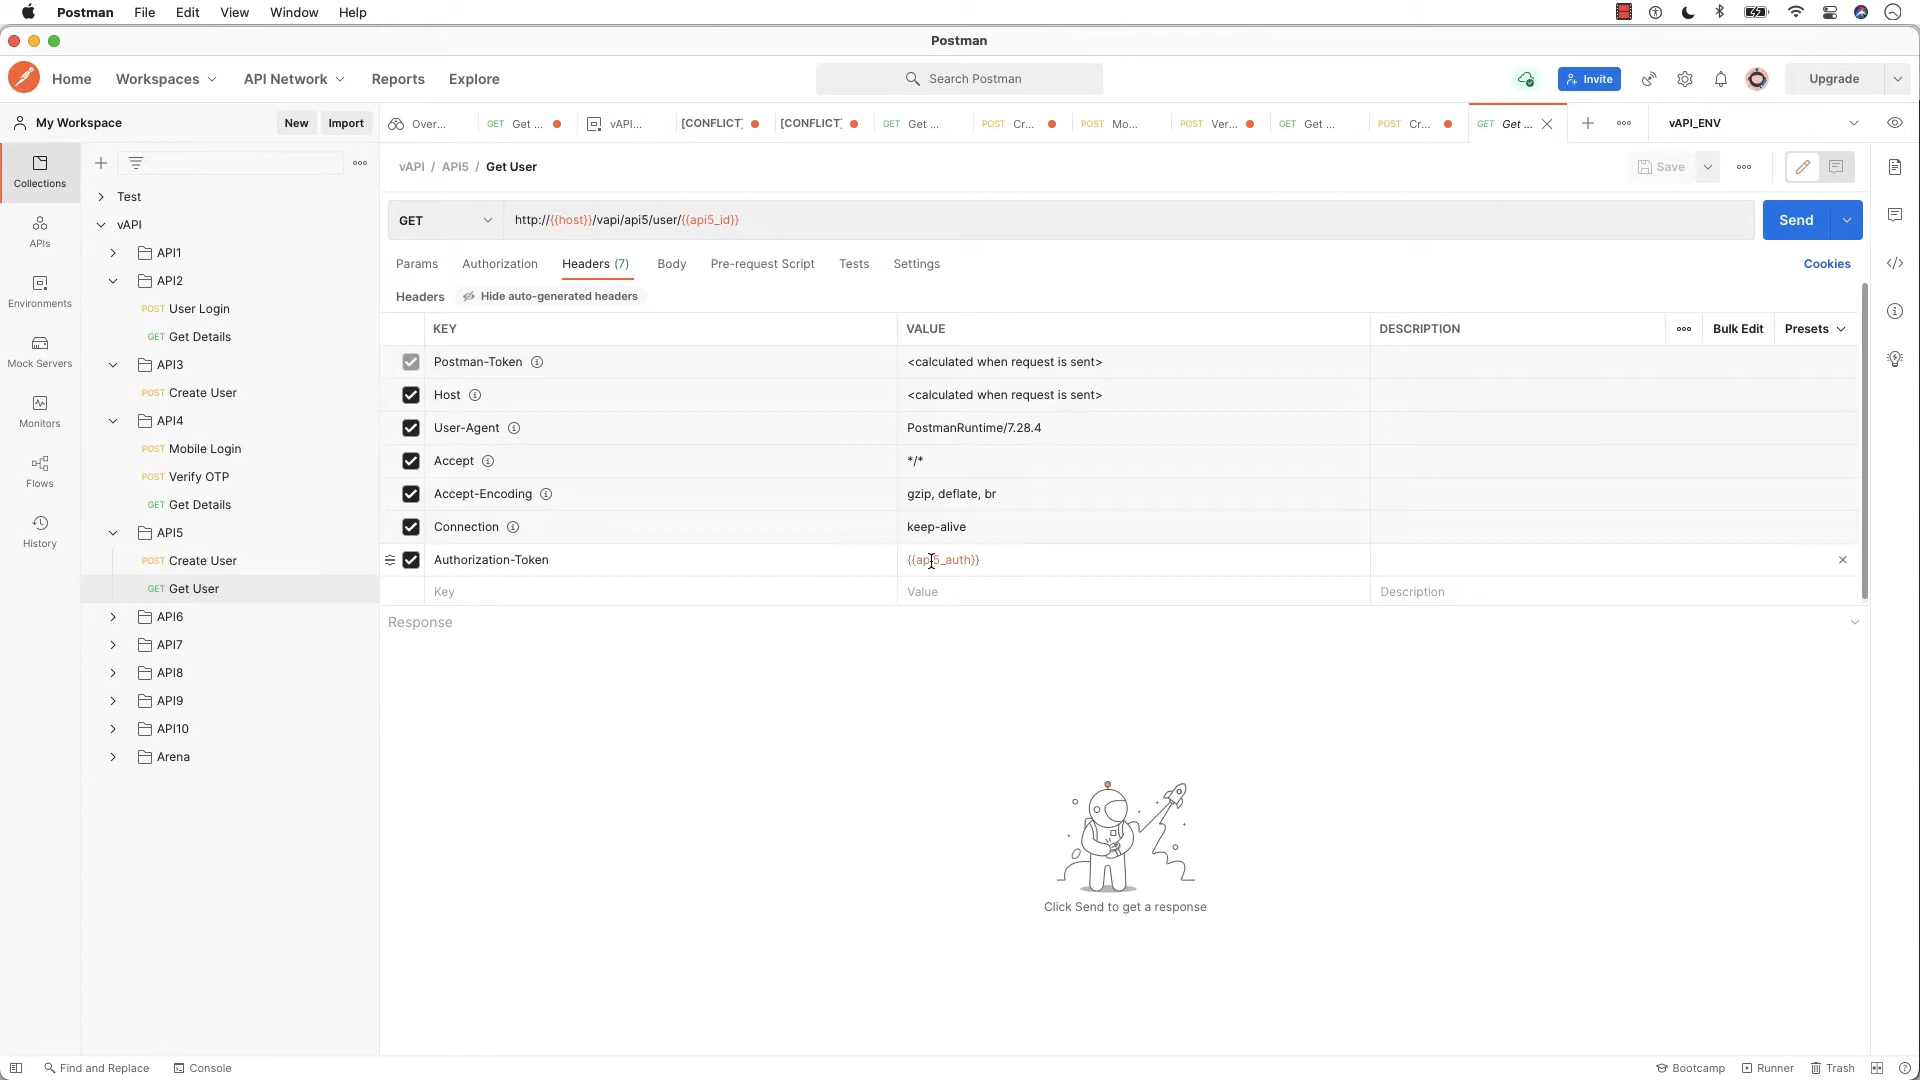 Postman File Edit View Window Help
Postman
Home Workspaces API Network Reports Explore
Search Postman
Invite
Upgrade
My Workspace New Import
Over... GET Get ... vAPI... [CONFLICT, [CONFLICT, GET Get ... POST Cr... POST Mo... POST Ver... GET Get ... POST Cr... GET Get ... vAPI_ENV
Collections
APIs
Environments
Mock Servers
Monitors
Flows
History
Test
vAPI
API1
API2
POST User Login
GET Get Details
API3
POST Create User
API4
POST Mobile Login
POST Verify OTP
GET Get Details
API5
POST Create User
GET Get User
API6
API7
API8
API9
API10
Arena
vAPI / API5 / Get User
Save
GET http://{{host}}/vapi/api5/user/{{api5_id}} Send
Params Authorization Headers (7) Body Pre-request Script Tests Settings Cookies
Headers Hide auto-generated headers
KEY VALUE DESCRIPTION Bulk Edit Presets
Postman-Token <calculated when request is sent>
Host <calculated when request is sent>
User-Agent PostmanRuntime/7.28.4
Accept */*
Accept-Encoding gzip, deflate, br
Connection keep-alive
Authorization-Token {{api5_auth}}
Key Value Description
Response
Click Send to get a response
Find and Replace Console Bootcamp Runner Trash